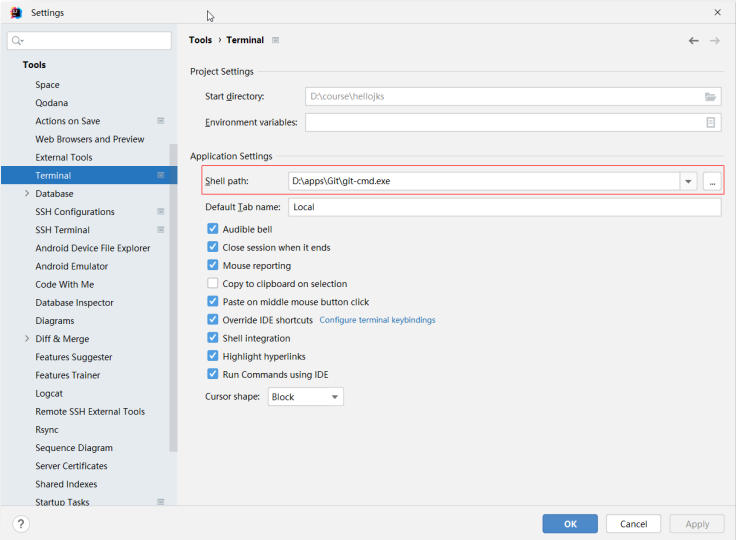 Settings
Tools
Space
Qodana
Actions on Save
Web Browsers and Preview
External Tools
Terminal
Database
SSH Configurations
SSH Terminal
Android Device File Explorer
Android Emulator
Code With Me
Database Inspector
Diagrams
Diff & Merge
Features Suggester
Features Trainer
Logcat
Remote SSH External Tools
Rsync
Sequence Diagram
Server Certificates
Shared Indexes
Startup Tasks
Tools › Terminal
Project Settings
Start directory: D:\course\hellojks
Environment variables:
Application Settings
Shell path: D:\apps\Git\git-cmd.exe ...
Default Tab name: Local
Audible bell
Close session when it ends
Mouse reporting
Copy to clipboard on selection
Paste on middle mouse button click
Override IDE shortcuts Configure terminal keybindings
Shell integration
Highlight hyperlinks
Run Commands using IDE
Cursor shape: Block
? OK Cancel Apply